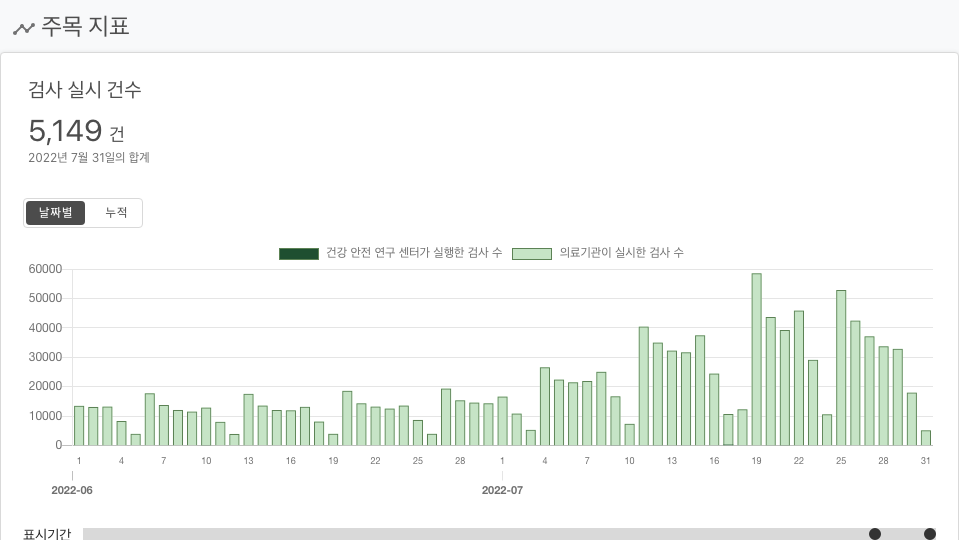 주목 지표
검사 실시 건수
5,149 건
2022년 7월 31일의 합계
날짜별 누적
건강 안전 연구 센터가 실행한 검사 수 의료기관이 실시한 검사 수
60000
50000
40000
30000
20000
10000
0
1 4 7 10 13 16 19 22 25 28 1 4 7 10 13 16 19 22 25 28 31
2022-06 2022-07
표시기간